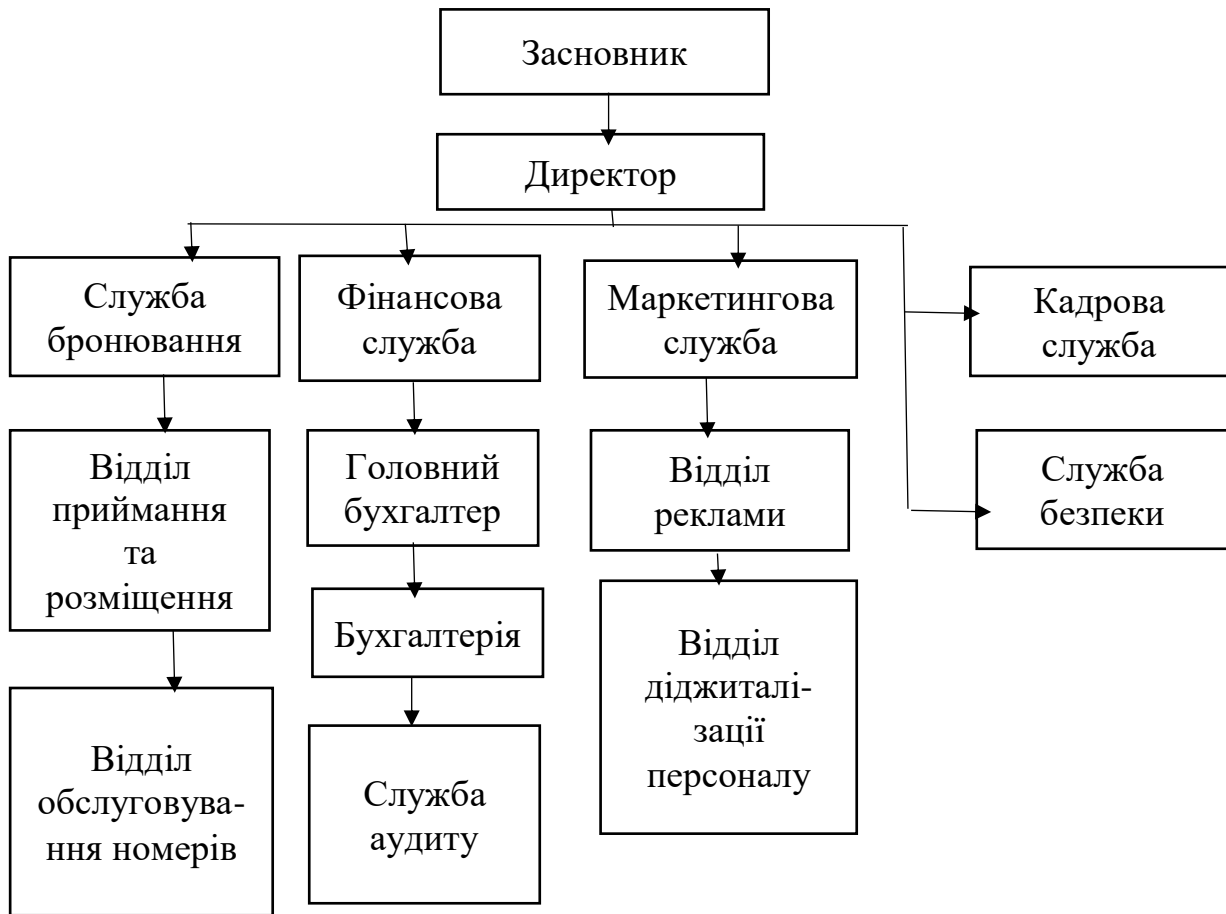 Засновник
Директор
Служба
бронювання
Фінансова
служба
Маркетингова
служба
Кадрова
служба
Відділ
приймання
та
розміщення
Головний
бухгалтер
Відділ
реклами
Служба
безпеки
Бухгалтерія
Відділ
діджиталі-
зації
персоналу
Відділ
обслуговува-
ння номерів
Служба
аудиту